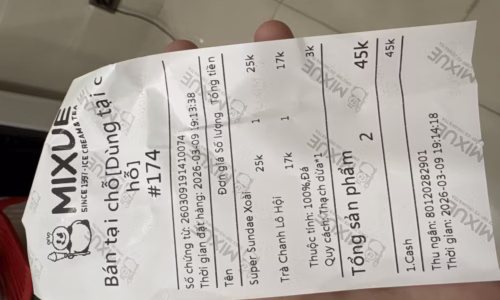 MIXUE
SINCE 1997·ICE CREAM & TEA
Bán tại chỗ[Dùng tại c
hỗ]
#174
Số chứng từ: 260309191410074
Thời gian đặt hàng: 2026-03-09 19:13:38
Tên Đơn giá Số lượng Tổng tiền
Super Sundae Xoài
25k 1 25k
Trà Chanh Lô Hội
17k 1 17k
Thuộc tính: 100%.Đá
Quy cách:Thạch dừa*1 3k
Tổng sản phẩm 2 45k
1.Cash 45k
Thu ngân: 80120282901
Thời gian: 2026-03-09 19:14:18